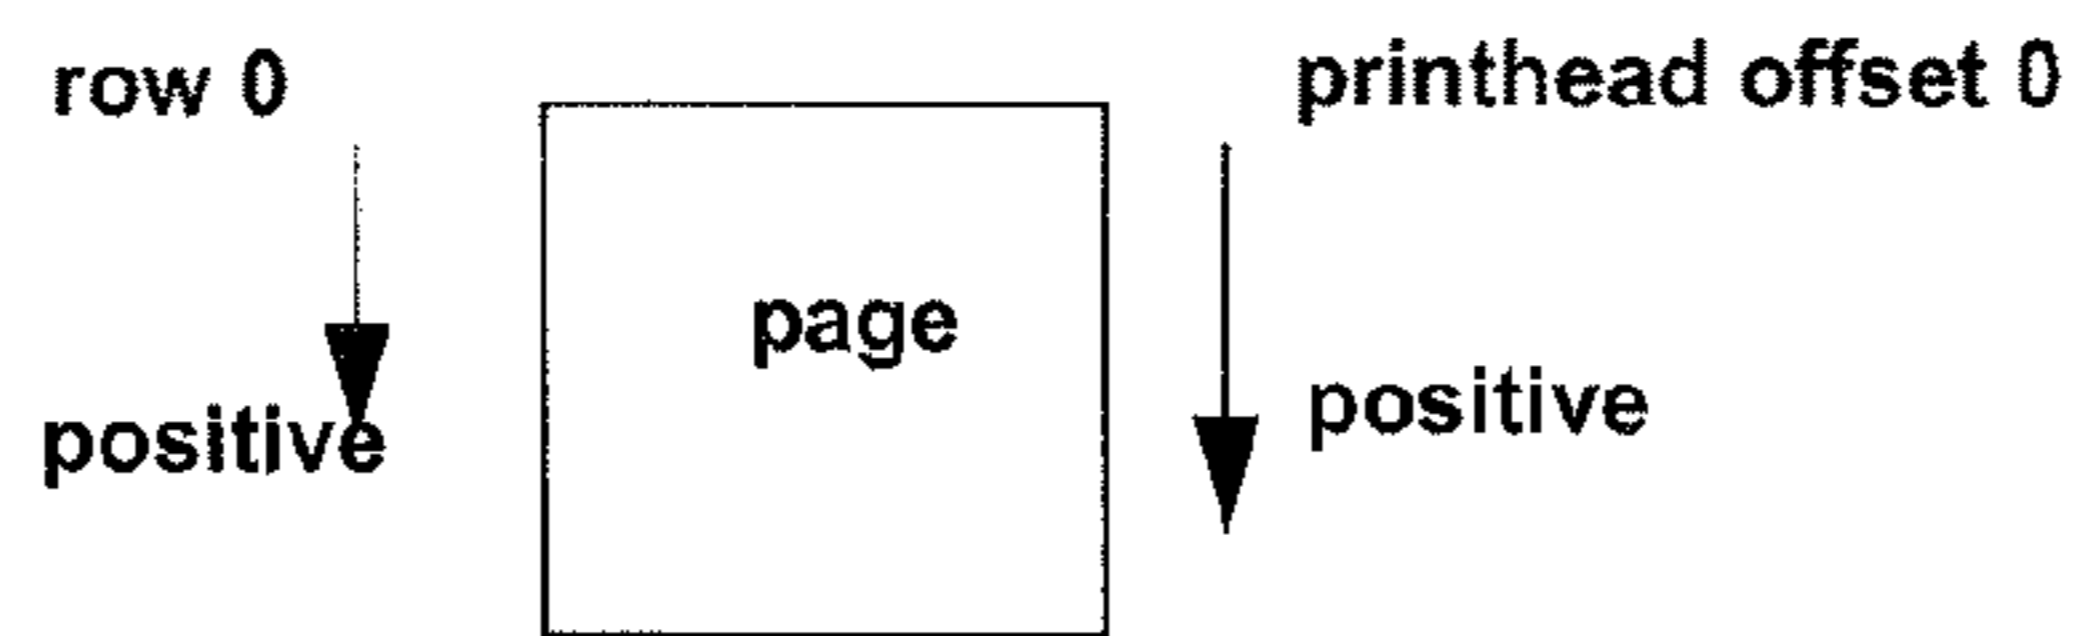 row 0
printhead offset 0
page
positive
positive